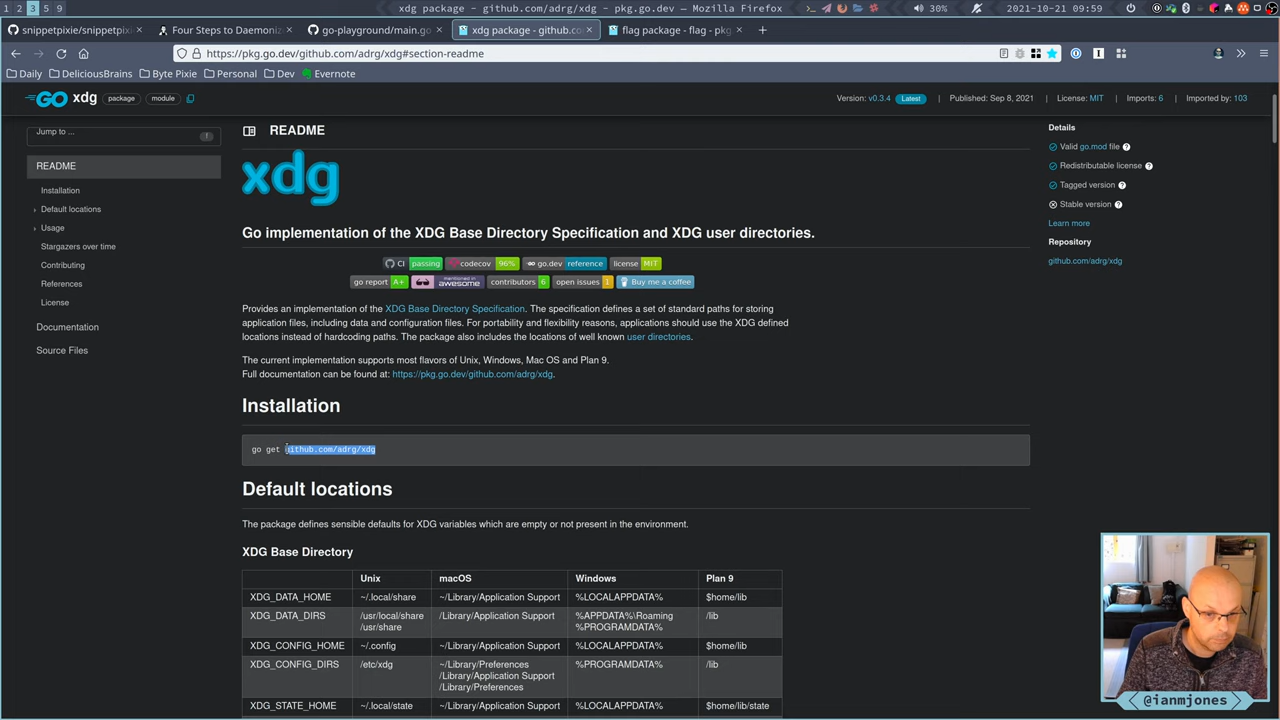 1 2 3 5 9
xdg package - github.com/adrg/xdg - pkg.go.dev — Mozilla Firefox
30%
2021-10-21 09:59
snippetpixie/snippetpixi
Four Steps to Daemoniz
go-playground/main.go
xdg package - github.co
flag package - flag - pkg
https://pkg.go.dev/github.com/adrg/xdg#section-readme
Daily
DeliciousBrains
Byte Pixie
Personal
Dev
Evernote
GO xdg package module
Version: v0.3.4 Latest
Published: Sep 8, 2021
License: MIT
Imports: 6
Imported by: 103
Jump to ...
README
Installation
Default locations
Usage
Stargazers over time
Contributing
References
License
Documentation
Source Files
README
xdg
Go implementation of the XDG Base Directory Specification and XDG user directories.
CI passing codecov 96% go.dev reference license MIT
go report A+ mentioned in awesome contributors 6 open issues 1 Buy me a coffee
Provides an implementation of the XDG Base Directory Specification. The specification defines a set of standard paths for storing
application files, including data and configuration files. For portability and flexibility reasons, applications should use the XDG defined
locations instead of hardcoding paths. The package also includes the locations of well known user directories.
The current implementation supports most flavors of Unix, Windows, Mac OS and Plan 9.
Full documentation can be found at: https://pkg.go.dev/github.com/adrg/xdg.
Installation
go get github.com/adrg/xdg
Default locations
The package defines sensible defaults for XDG variables which are empty or not present in the environment.
XDG Base Directory
Unix macOS Windows Plan 9
XDG_DATA_HOME ~/.local/share ~/Library/Application Support %LOCALAPPDATA% $home/lib
XDG_DATA_DIRS /usr/local/share /Library/Application Support %APPDATA%\Roaming /lib
/usr/share %PROGRAMDATA%
XDG_CONFIG_HOME ~/.config ~/Library/Application Support %LOCALAPPDATA% $home/lib
XDG_CONFIG_DIRS /etc/xdg ~/Library/Preferences %PROGRAMDATA% /lib
/Library/Application Support
/Library/Preferences
XDG_STATE_HOME ~/.local/state ~/Library/Application Support %LOCALAPPDATA% $home/lib/state
Details
Valid go.mod file
Redistributable license
Tagged version
Stable version
Learn more
Repository
github.com/adrg/xdg
@ianmjones